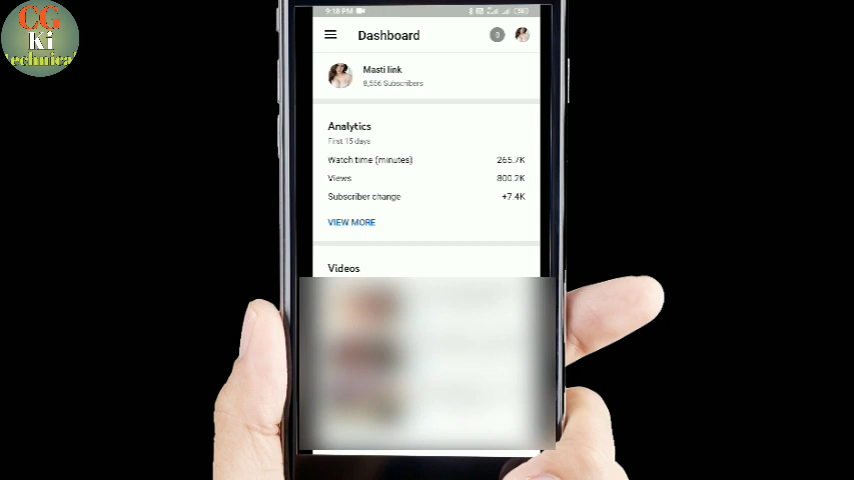 CG
Ki
Technical
9:18 PM
Dashboard
Masti link
8,556 Subscribers
Analytics
First 15 days
Watch time (minutes) 265.7K
Views 800.2K
Subscriber change +7.4K
VIEW MORE
Videos